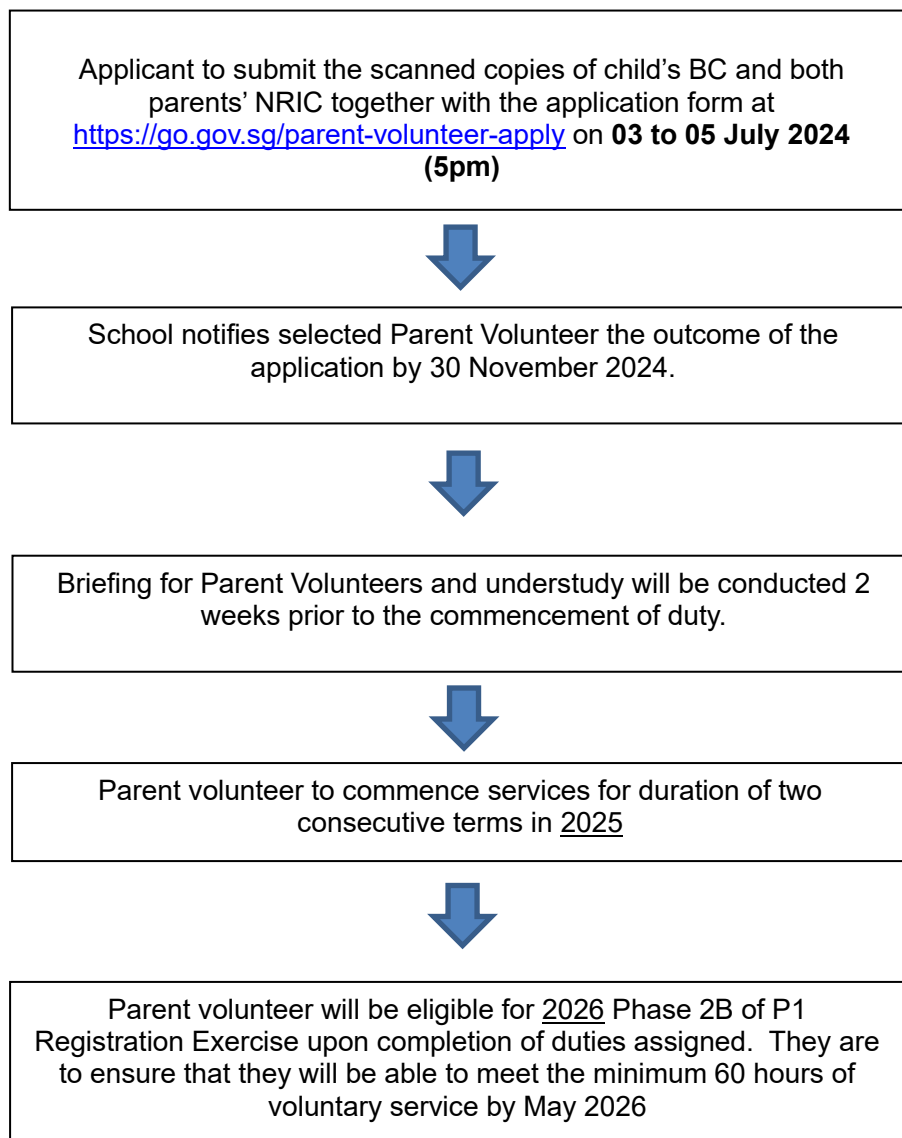 Applicant to submit the scanned copies of child’s BC and both
parents’ NRIC together with the application form at
https://go.gov.sg/parent-volunteer-apply on 03 to 05 July 2024
(5pm)
School notifies selected Parent Volunteer the outcome of the
application by 30 November 2024.
Briefing for Parent Volunteers and understudy will be conducted 2
weeks prior to the commencement of duty.
Parent volunteer to commence services for duration of two
consecutive terms in 2025
Parent volunteer will be eligible for 2026 Phase 2B of P1
Registration Exercise upon completion of duties assigned.  They are
to ensure that they will be able to meet the minimum 60 hours of
voluntary service by May 2026